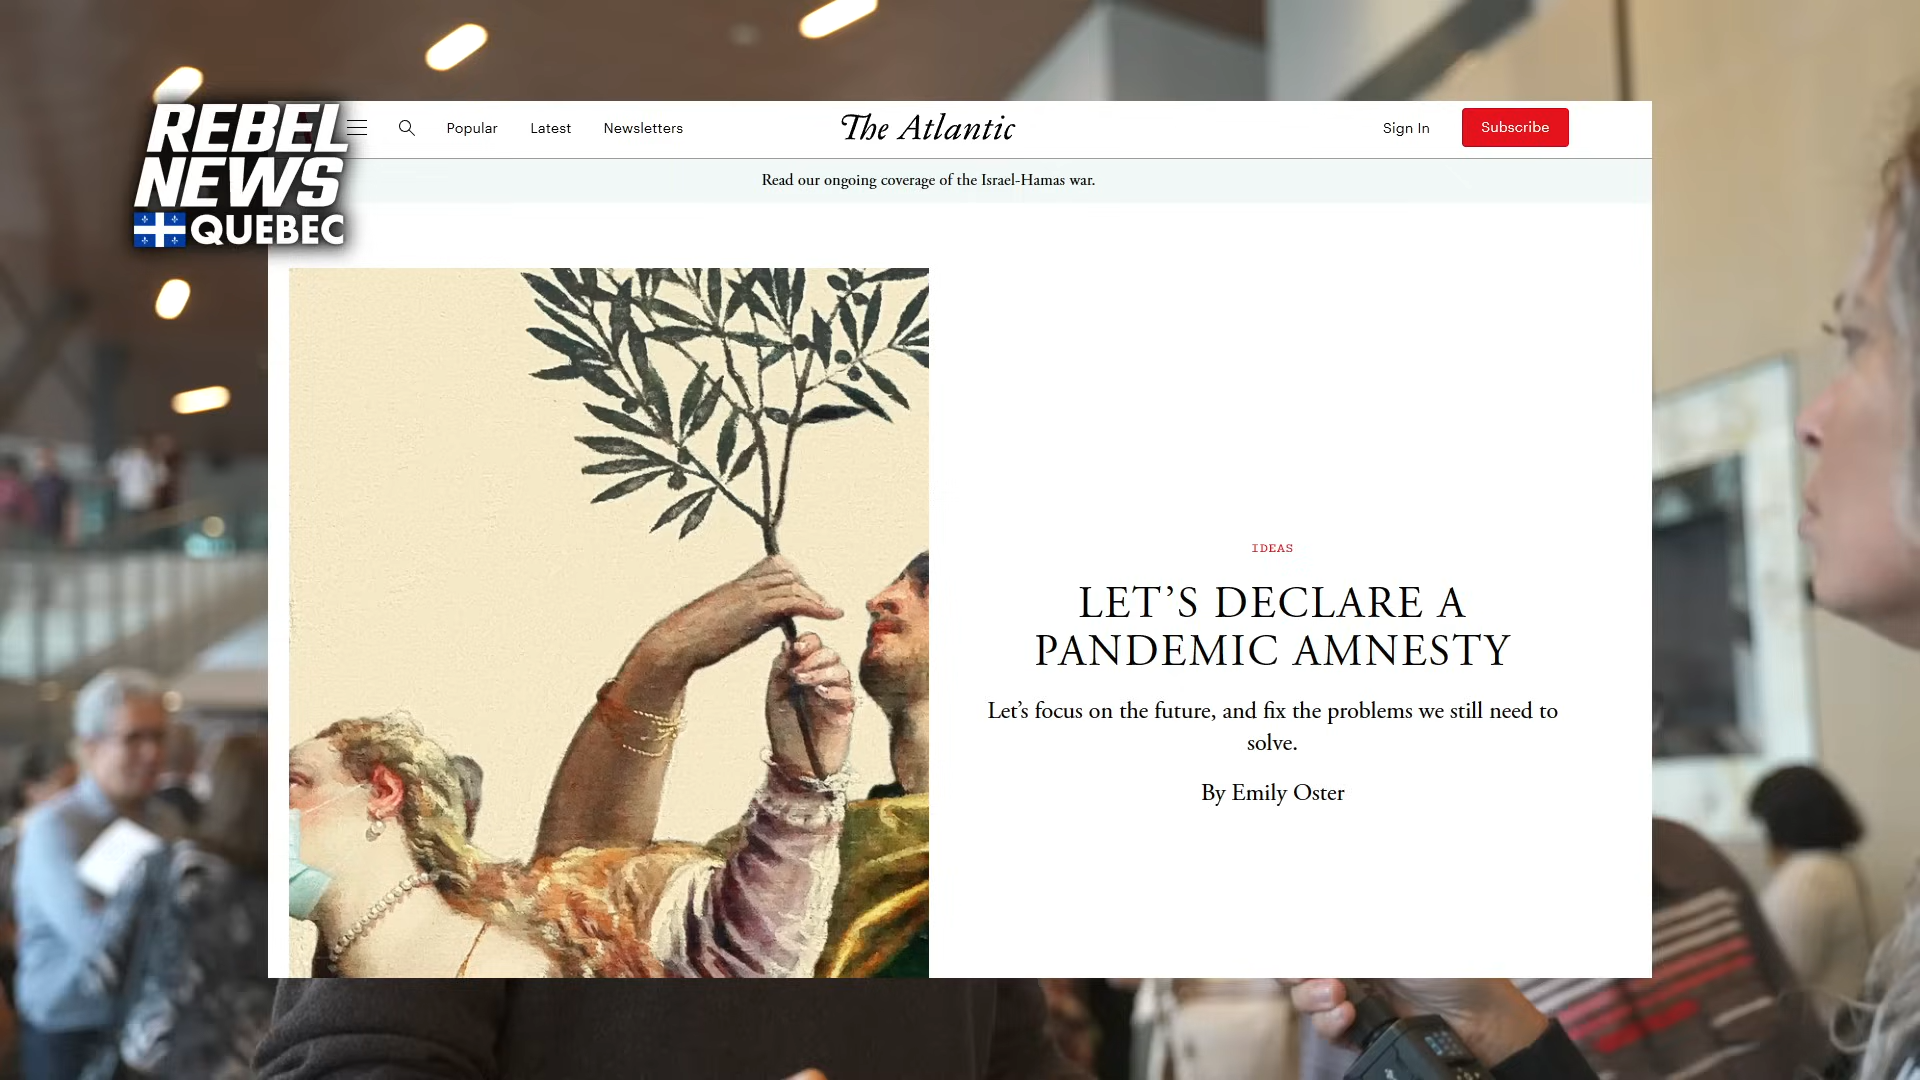 REBEL
NEWS
QUEBEC
Popular
Latest
Newsletters
The Atlantic
Sign In
Subscribe
Read our ongoing coverage of the Israel-Hamas war.
IDEAS
LET’S DECLARE A
PANDEMIC AMNESTY
Let’s focus on the future, and fix the problems we still need to
solve.
By Emily Oster